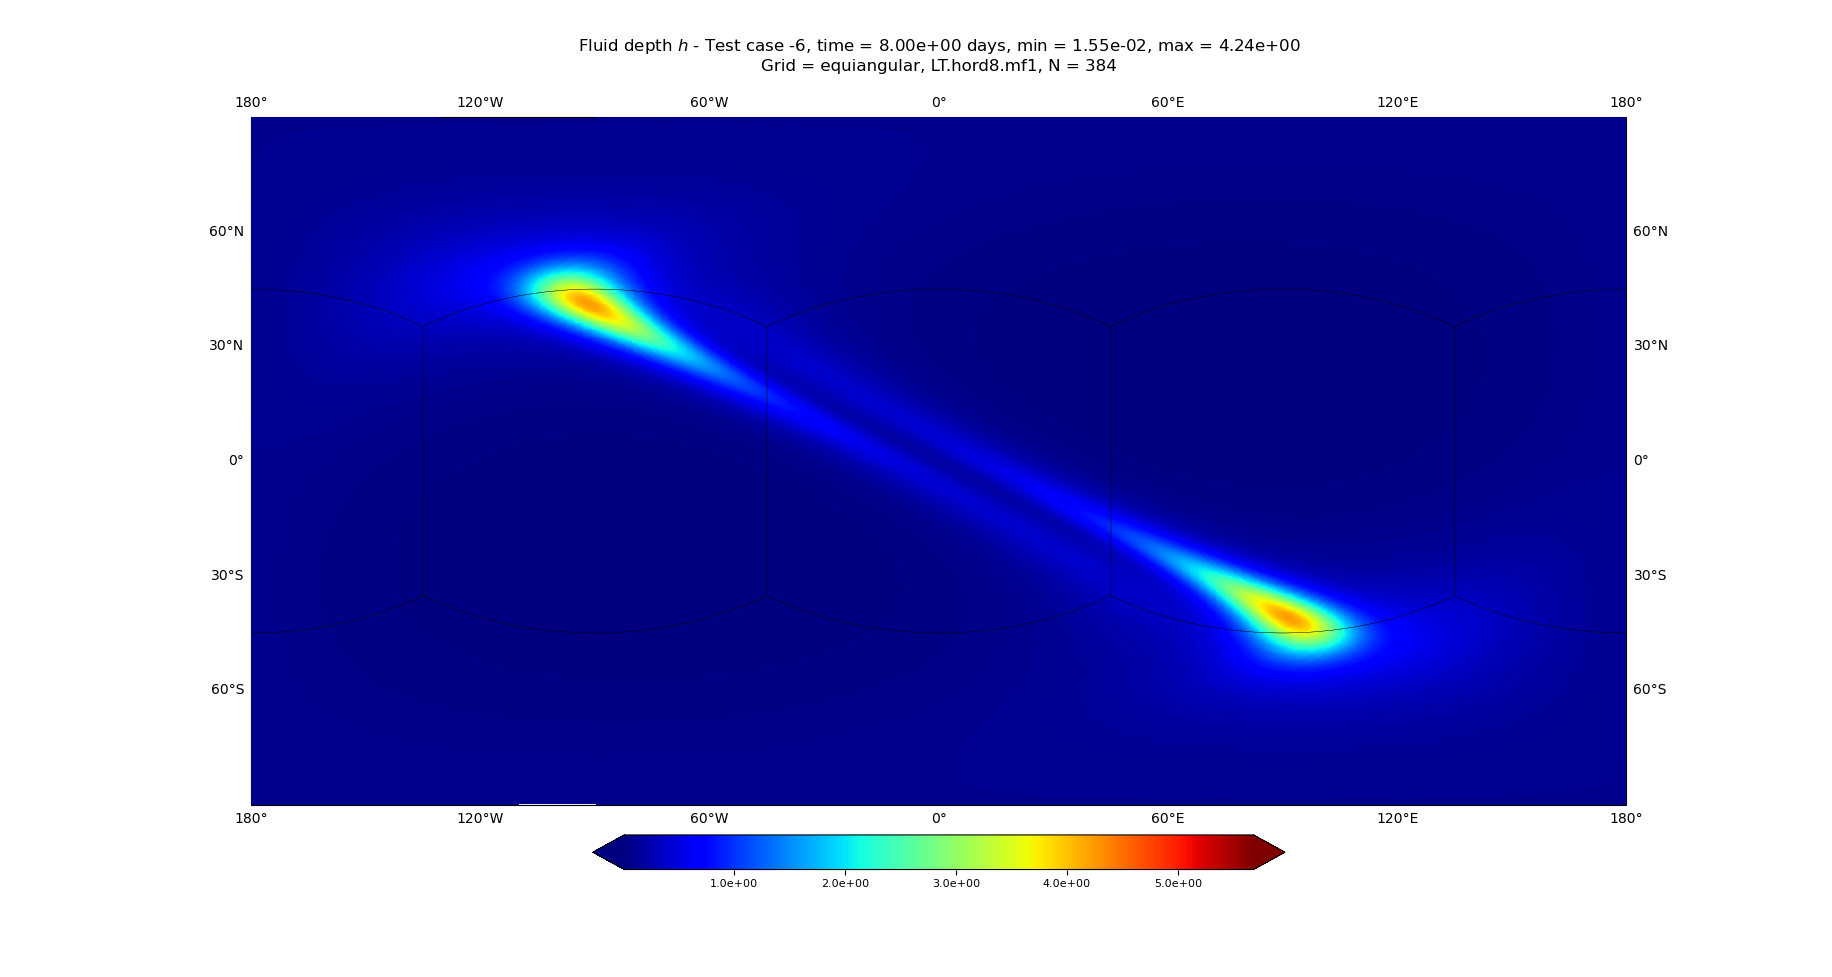 Fluid depth h - Test case -6, time = 8.00e+00 days, min = 1.55e-02, max = 4.24e+00
Grid = equiangular, LT.hord8.mf1, N = 384
180° 120°W 60°W 0° 60°E 120°E 180°
60°N 60°N
30°N 30°N
0° 0°
30°S 30°S
60°S 60°S
180° 120°W 60°W 0° 60°E 120°E 180°
1.0e+00 2.0e+00 3.0e+00 4.0e+00 5.0e+00